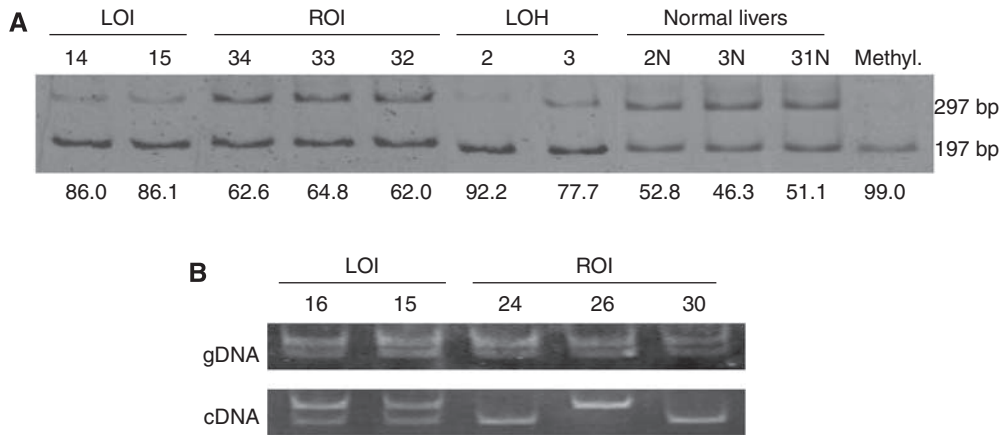 A
LOI ROI LOH Normal livers
14 15 34 33 32 2 3 2N 3N 31N Methyl.
297 bp
197 bp
86.0 86.1 62.6 64.8 62.0 92.2 77.7 52.8 46.3 51.1 99.0
B
LOI ROI
16 15 24 26 30
gDNA
cDNA